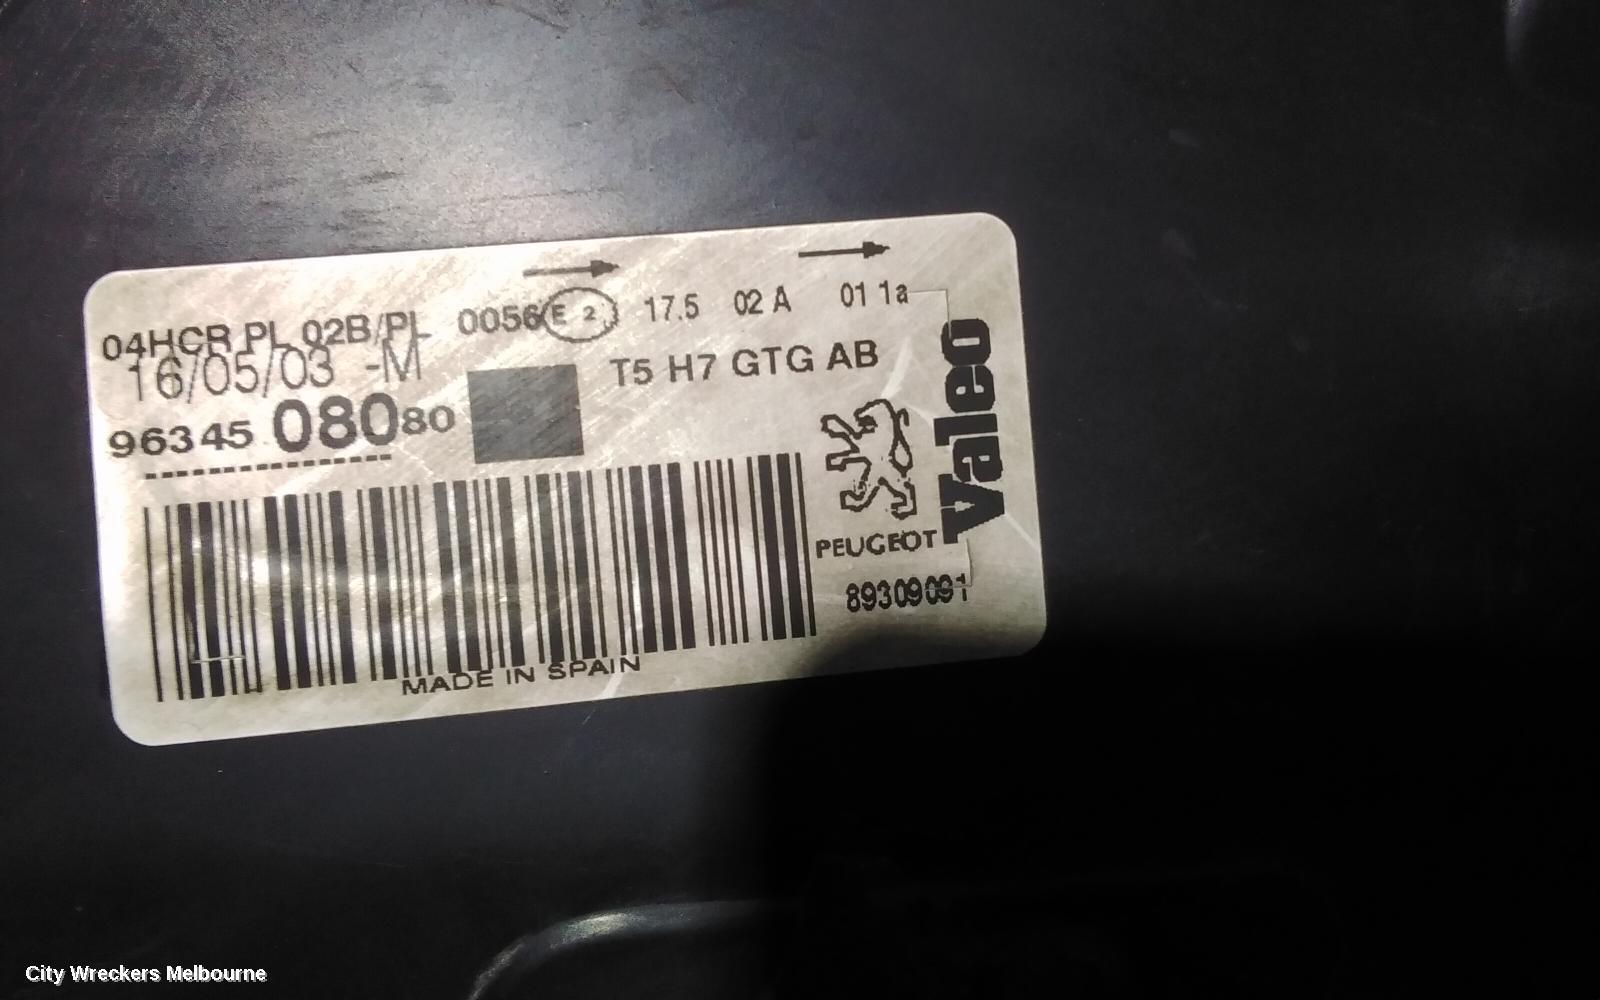 04HCR PL 02B/PL 0056 E 2 17.5 02 A 01 1a
16/05/03 -M
T5 H7 GTG AB
96345 080 80
Valeo
PEUGEOT
89309091
MADE IN SPAIN
City Wreckers Melbourne